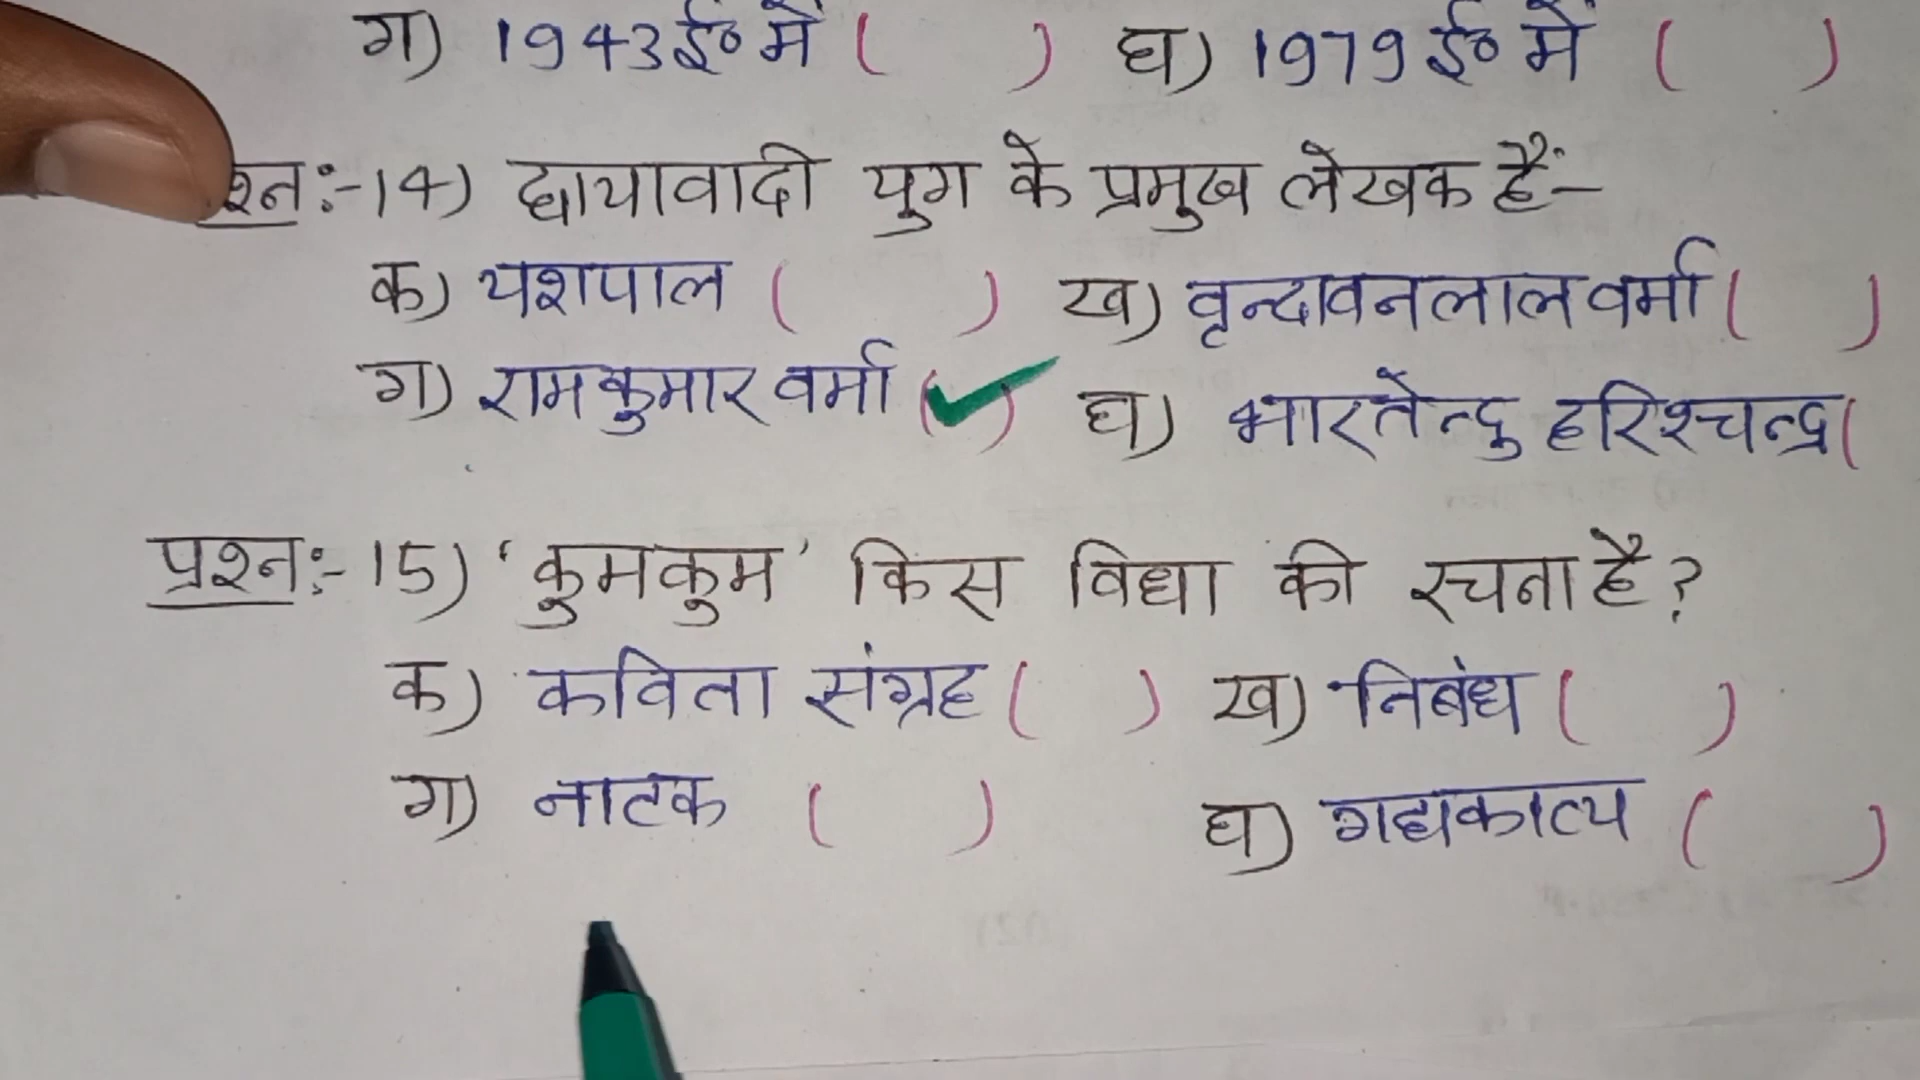 ग) 1943 ई० में ( ) घ) 1979 ई० में ( )
श्न:-14) छायावादी युग के प्रमुख लेखक हैं-
क) यशपाल ( ) ख) वृन्दावनलाल वर्मा ( )
ग) रामकुमार वर्मा (✓) घ) भारतेन्दु हरिश्चन्द्र (
प्रश्न:-15) 'कुमकुम' किस विधा की रचना है?
क) कविता संग्रह ( ) ख) निबंध ( )
ग) नाटक ( ) घ) गद्यकाव्य ( )